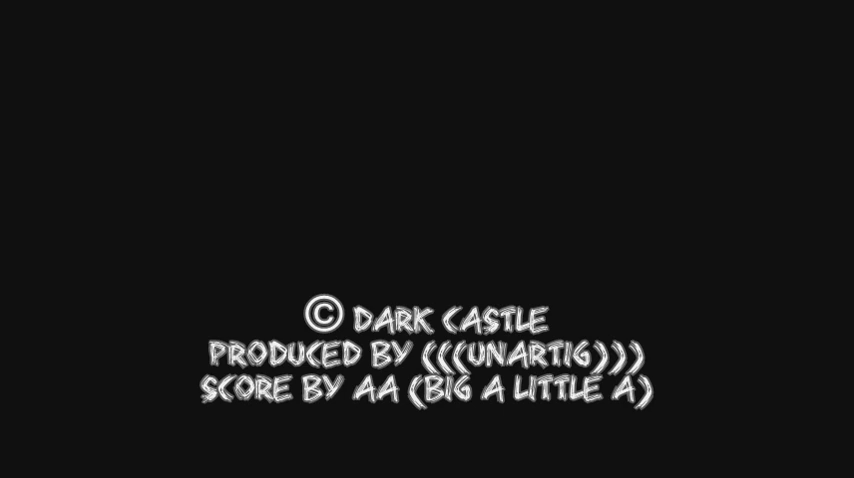 © DARK CASTLE
PRODUCED BY (((UNARTIG)))
SCORE BY AA (BIG A LITTLE A)